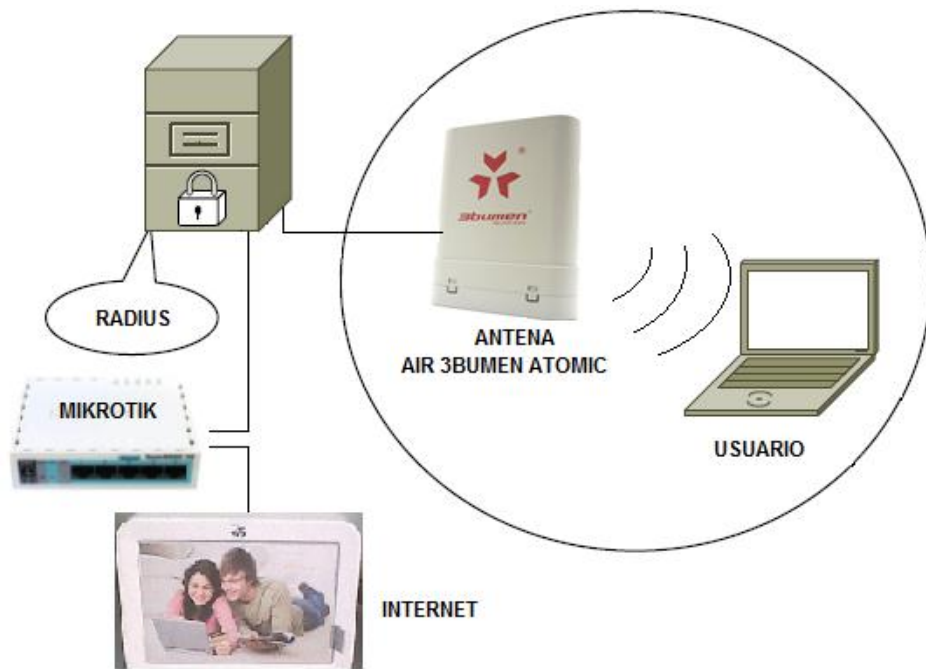 3bumen
RADIUS
ANTENA
AIR 3BUMEN ATOMIC
MIKROTIK
USUARIO
INTERNET